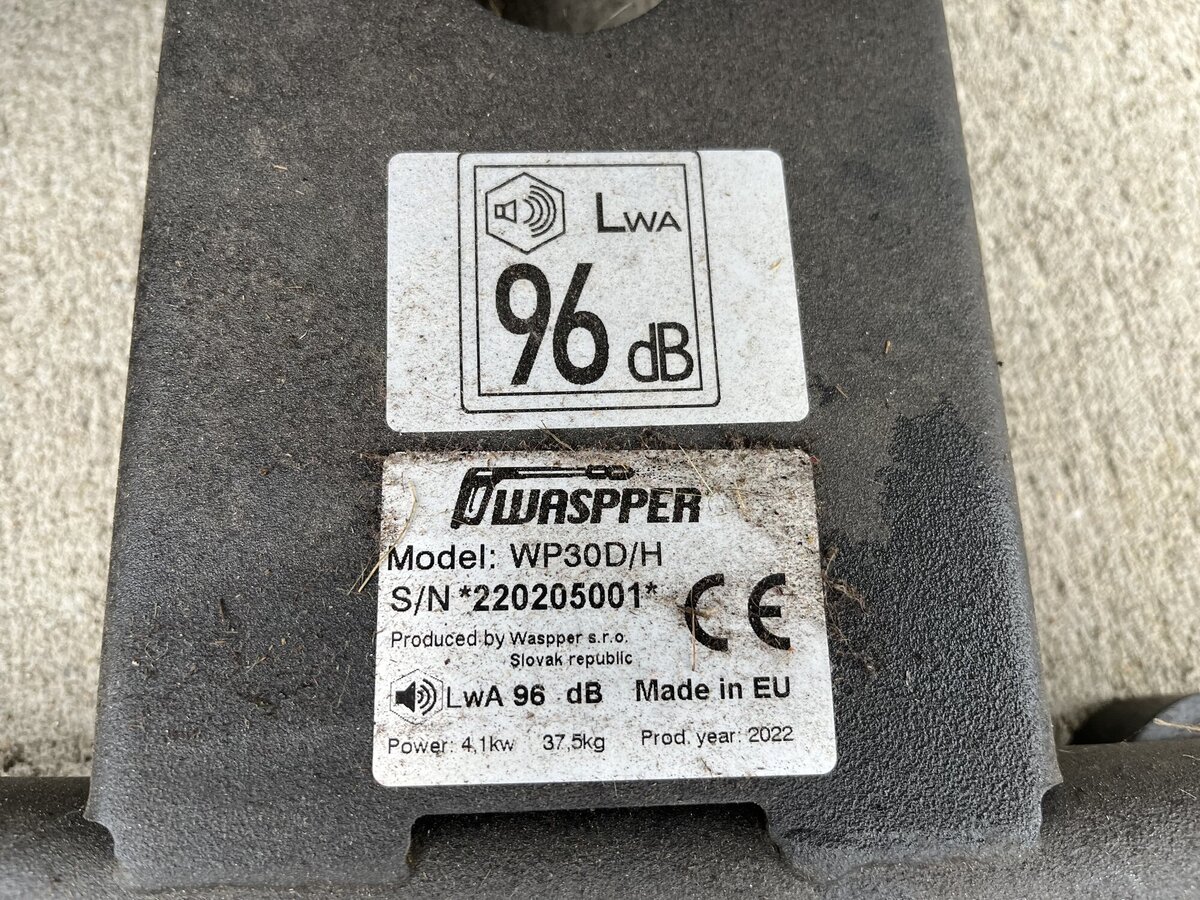 LWA
96 dB
WASPPER
Model: WP30D/H
S/N *220205001*
CE
Produced by Waspper s.r.o.
Slovak republic
LwA 96 dB Made in EU
Power: 4,1kw 37,5kg Prod. year: 2022